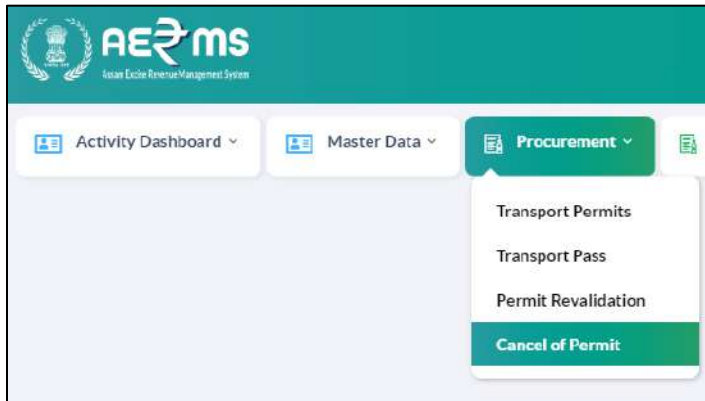 AE₹MS
Assam Excise Revenue Management System
Activity Dashboard
Master Data
Procurement
Transport Permits
Transport Pass
Permit Revalidation
Cancel of Permit